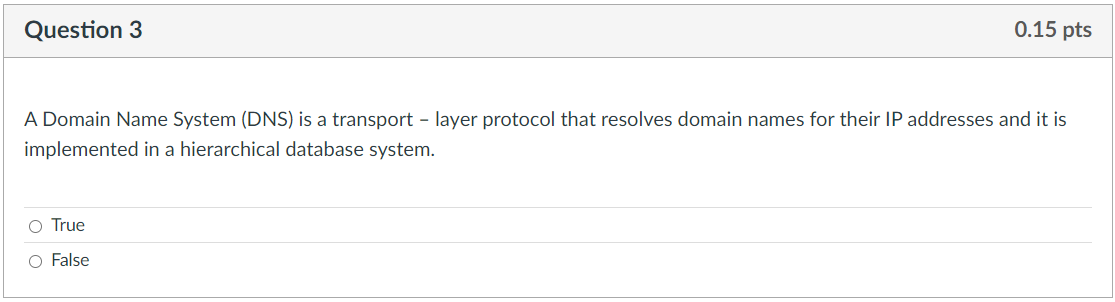 Question 3 0.15 pts
A Domain Name System (DNS) is a transport – layer protocol that resolves domain names for their IP addresses and it is
implemented in a hierarchical database system.
True
False